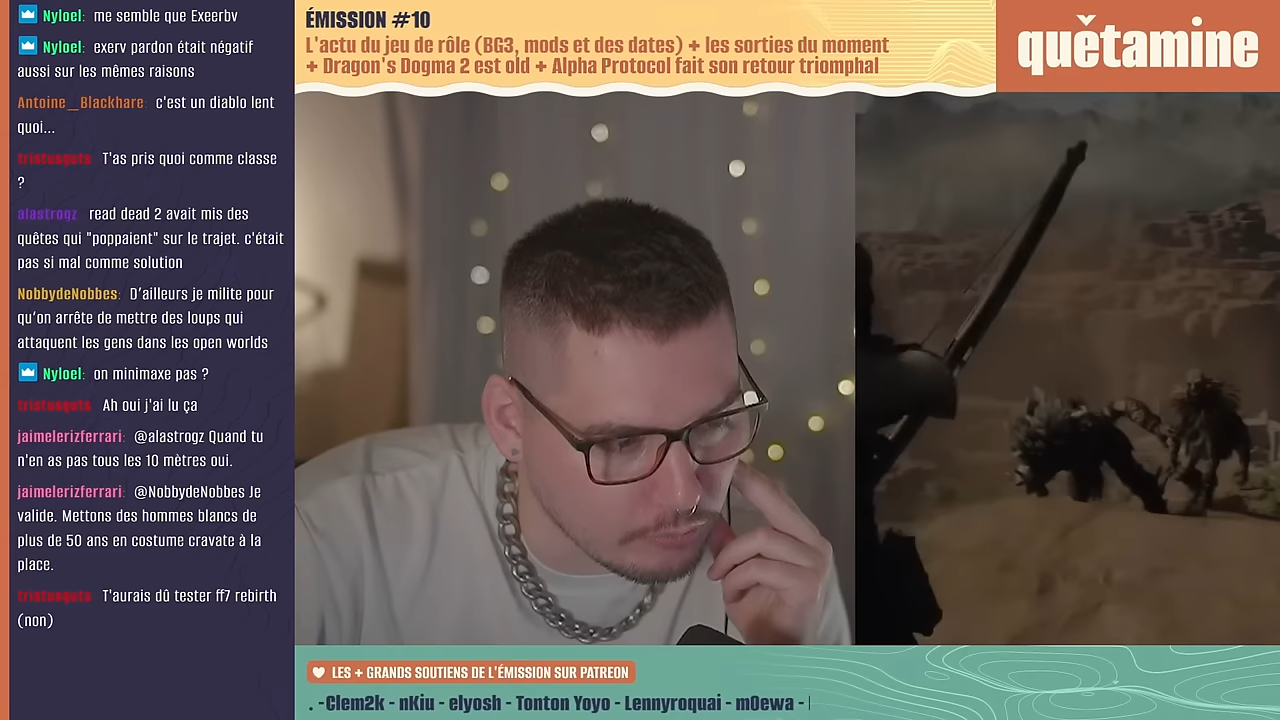 Nyloel: me semble que Exeerbv
Nyloel: exerv pardon était négatif
aussi sur les mêmes raisons
Antoine_Blackhare: c'est un diablo lent
quoi...
tristusguts T'as pris quoi comme classe
?
alastrogz read dead 2 avait mis des
quêtes qui "poppaient" sur le trajet. c'était
pas si mal comme solution
NobbydeNobbes: D'ailleurs je milite pour
qu'on arrête de mettre des loups qui
attaquent les gens dans les open worlds
Nyloel: on minimaxe pas ?
tristusguts Ah oui j'ai lu ça
jaimelerizferrari: @alastrogz Quand tu
n'en as pas tous les 10 mètres oui.
jaimelerizferrari: @NobbydeNobbes Je
valide. Mettons des hommes blancs de
plus de 50 ans en costume cravate à la
place.
tristusguts T'aurais dû tester ff7 rebirth
(non)
ÉMISSION #10
L'actu du jeu de rôle (BG3, mods et des dates) + les sorties du moment
+ Dragon's Dogma 2 est old + Alpha Protocol fait son retour triomphal
quêtamine
LES + GRANDS SOUTIENS DE L'ÉMISSION SUR PATREON
. -Clem2k - nKiu - elyosh - Tonton Yoyo - Lennyroquai - m0ewa -